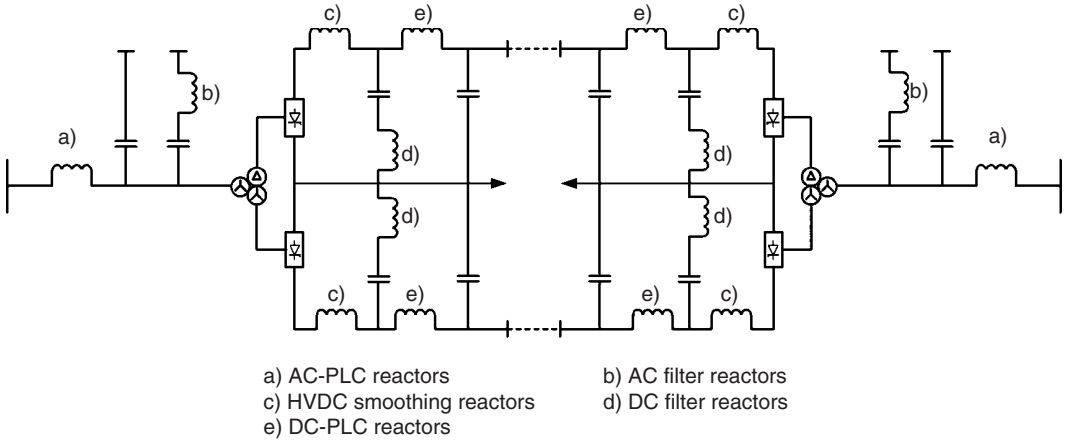 c) e) e) c)
b) b)
a) a)
d) d)
d) d)
c) e) e) c)
a) AC-PLC reactors b) AC filter reactors
c) HVDC smoothing reactors d) DC filter reactors
e) DC-PLC reactors